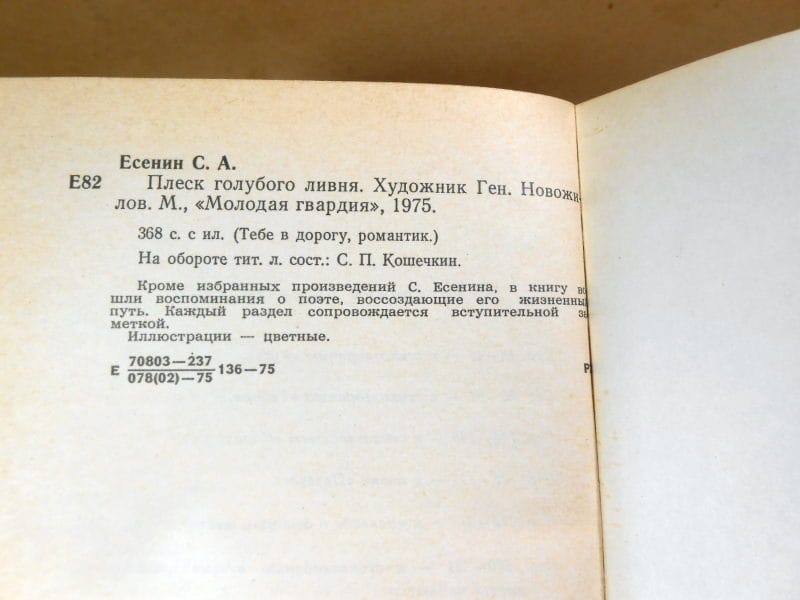 Есенин С. А.
Е82 Плеск голубого ливня. Художник Ген. Новожи-
лов. М., «Молодая гвардия», 1975.
368 с. с ил. (Тебе в дорогу, романтик.)
На обороте тит. л. сост.: С. П. Кошечкин.
Кроме избранных произведений С. Есенина, в книгу во
шли воспоминания о поэте, воссоздающие его жизненны
путь. Каждый раздел сопровождается вступительной за
меткой.
Иллюстрации — цветные.
Е 70803—237
078(02)—75 136—75